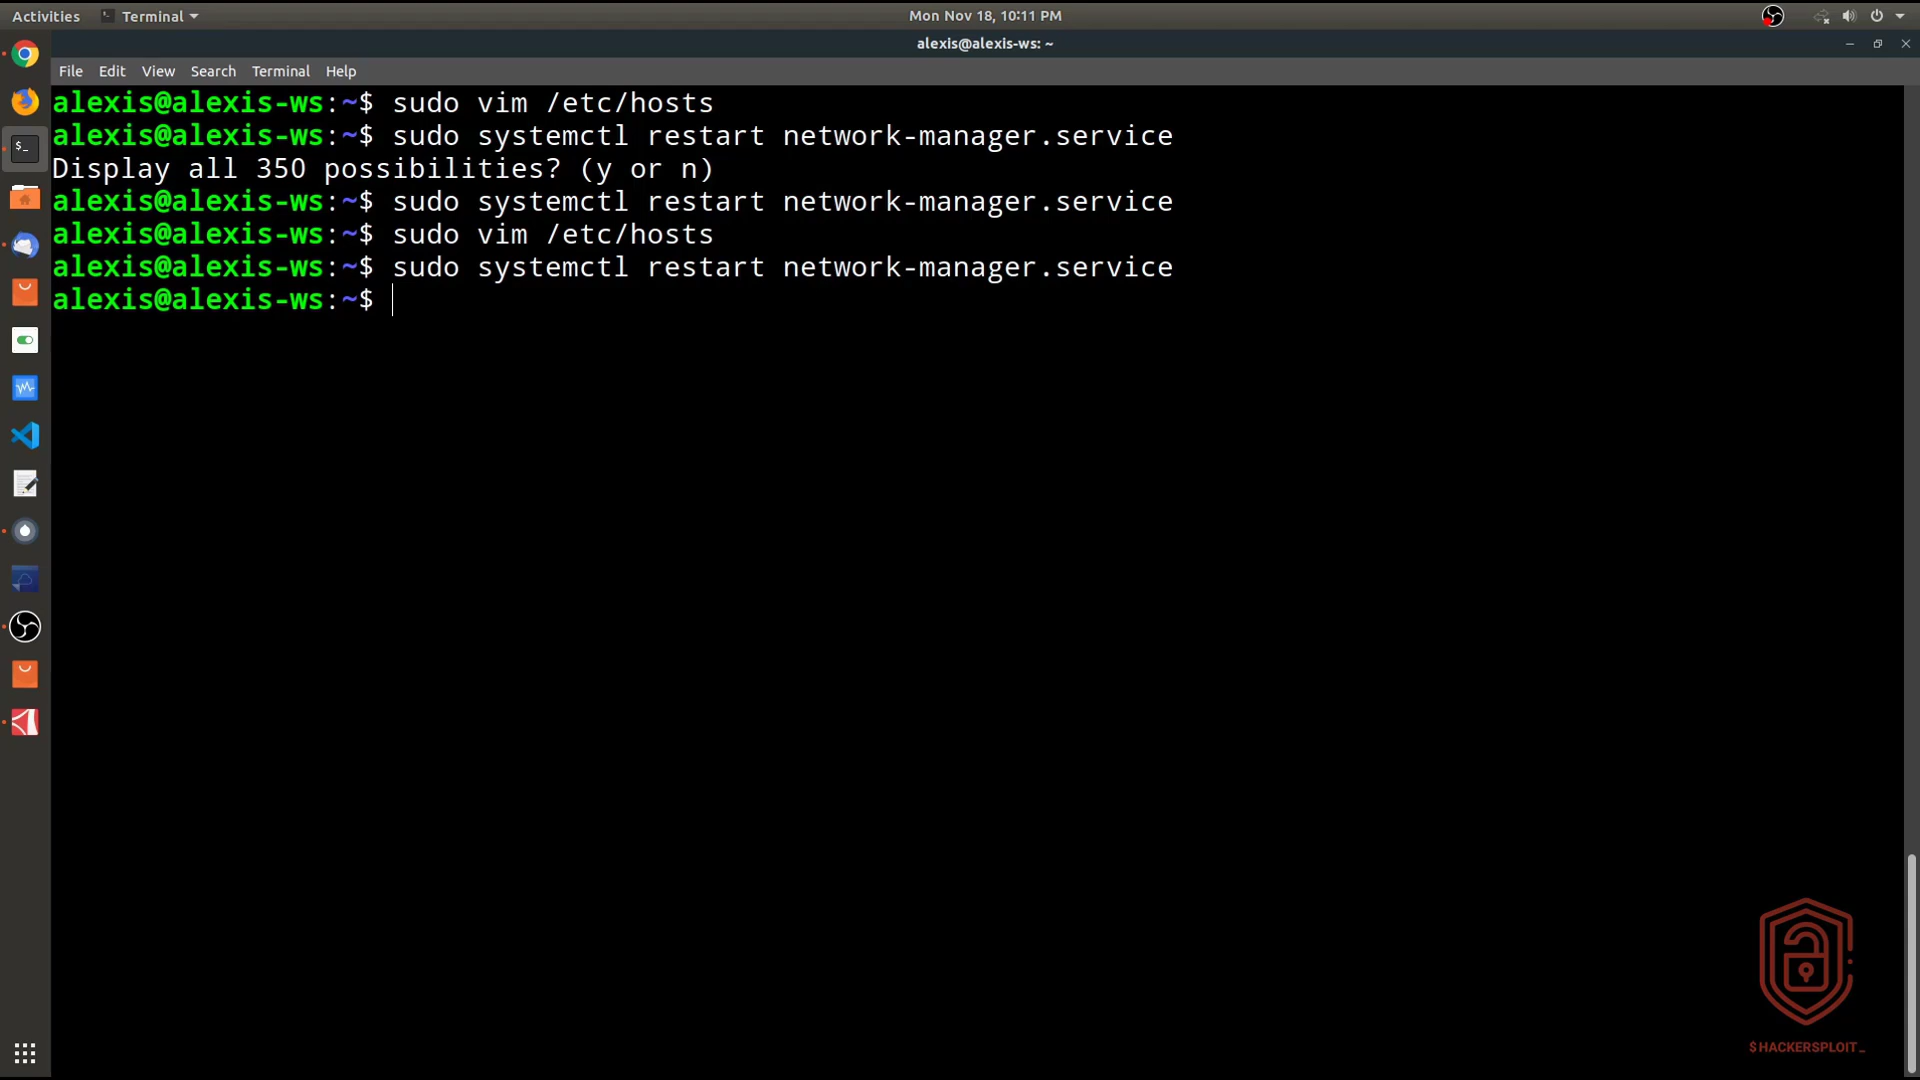 Activities Terminal Mon Nov 18, 10:11 PM
alexis@alexis-ws: ~
File Edit View Search Terminal Help
alexis@alexis-ws:~$ sudo vim /etc/hosts
alexis@alexis-ws:~$ sudo systemctl restart network-manager.service
Display all 350 possibilities? (y or n)
alexis@alexis-ws:~$ sudo systemctl restart network-manager.service
alexis@alexis-ws:~$ sudo vim /etc/hosts
alexis@alexis-ws:~$ sudo systemctl restart network-manager.service
alexis@alexis-ws:~$
$HACKERSPLOIT_